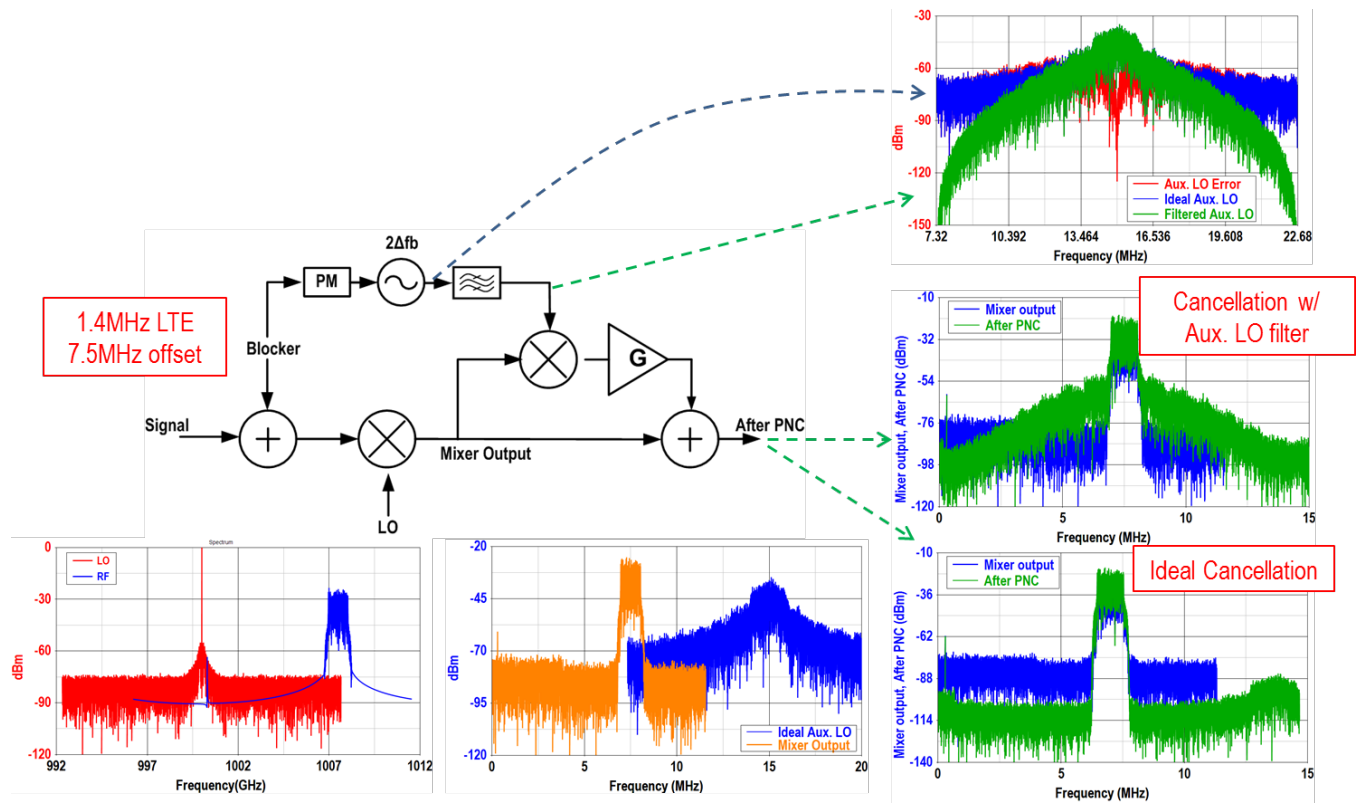 2Δfb
PM
1.4MHz LTE
7.5MHz offset
Blocker
Signal
G
After PNC
Mixer Output
LO
-30
-60
-90
-120
-150
dBm
Aux. LO Error
Ideal Aux. LO
Filtered Aux. LO
7.32
10.392
13.464
16.536
19.608
22.68
Frequency (MHz)
Cancellation w/
Aux. LO filter
-10
-32
-54
-76
-98
-120
Mixer output, After PNC (dBm)
Mixer output
After PNC
0
5
10
15
Frequency (MHz)
Ideal Cancellation
-10
-36
-62
-88
-114
-140
Mixer output, After PNC (dBm)
Mixer output
After PNC
0
5
10
15
Frequency (MHz)
Spectrum
0
-30
-60
-90
-120
dBm
LO
RF
992
997
1002
1007
1012
Frequency(GHz)
-20
-45
-70
-95
-120
dBm
Ideal Aux. LO
Mixer Output
0
5
10
15
20
Frequency (MHz)